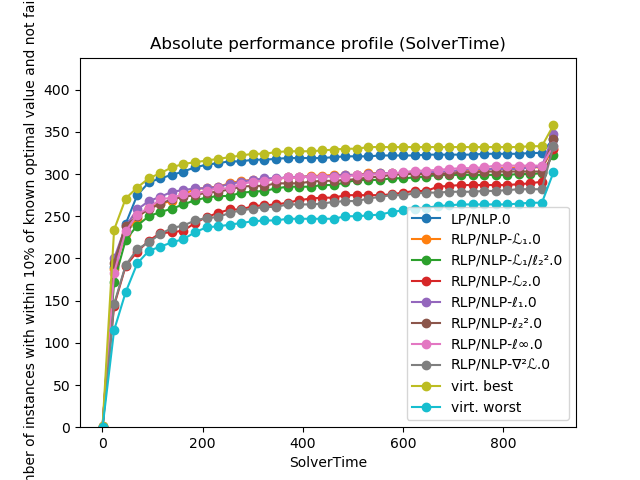 Absolute performance profile (SolverTime)
of instances with within 10% of known optimal value and not
400
350
300
250
200
150
100
50
0
0 200 400 600 800
SolverTime
LP/NLP.0
RLP/NLP-ℒ₁.0
RLP/NLP-ℒ₁/ℓ₂².0
RLP/NLP-ℒ₂.0
RLP/NLP-ℓ₁.0
RLP/NLP-ℓ₂².0
RLP/NLP-ℓ∞.0
RLP/NLP-∇²ℒ.0
virt. best
virt. worst